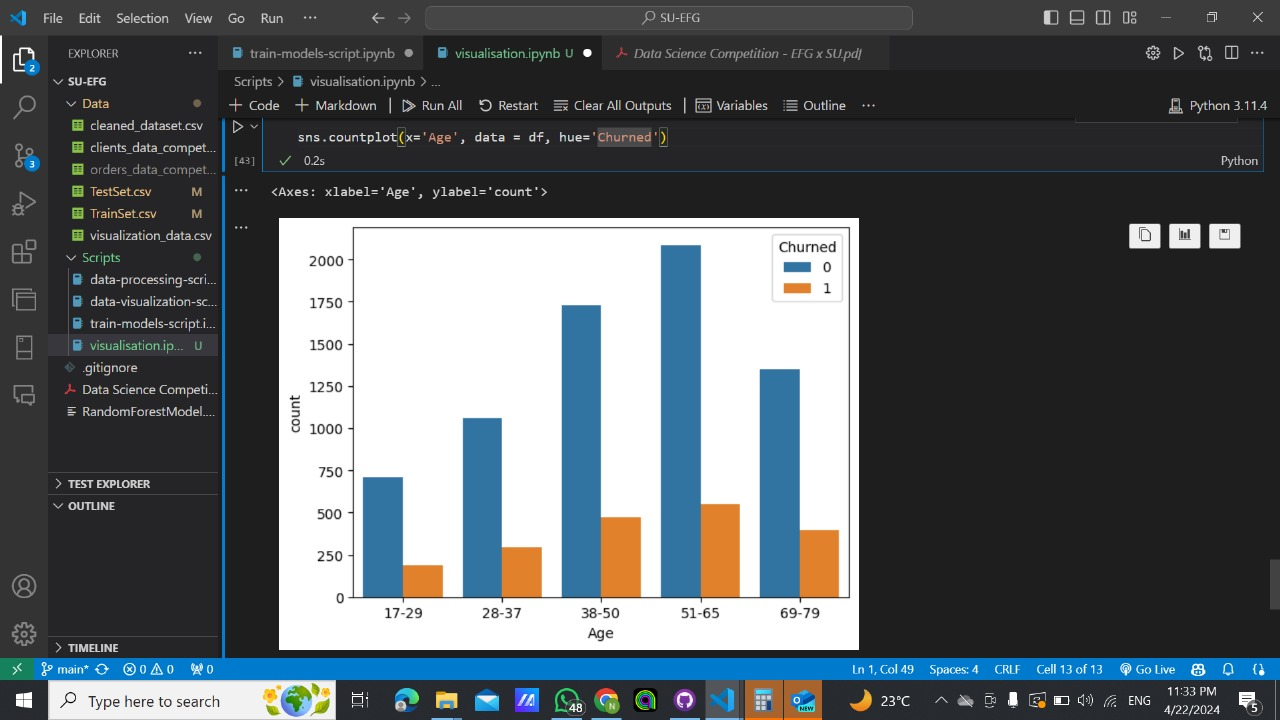 File Edit Selection View Go Run ··· SU-EFG
EXPLORER ···
SU-EFG
Data
cleaned_dataset.csv
clients_data_compet...
orders_data_compet...
TestSet.csv M
TrainSet.csv M
visualization_data.csv
Scripts
data-processing-scri...
data-visualization-sc...
train-models-script.i...
visualisation.ip... U
.gitignore
Data Science Competi...
RandomForestModel....
TEST EXPLORER
OUTLINE
TIMELINE
2
3
train-models-script.ipynb visualisation.ipynb U Data Science Competition - EFG x SU.pdf
Scripts > visualisation.ipynb > ...
+ Code + Markdown | Run All Restart Clear All Outputs | Variables Outline ··· Python 3.11.4
sns.countplot(x='Age', data = df, hue='Churned')
[43] 0.2s Python
<Axes: xlabel='Age', ylabel='count'>
Churned
0
1
2000
1750
1500
1250
1000
750
500
250
0
count
17-29 28-37 38-50 51-65 69-79
Age
main* 0 0 0 Ln 1, Col 49 Spaces: 4 CRLF Cell 13 of 13 Go Live
Type here to search 48 NEW 23°C ENG 11:33 PM
4/22/2024 5